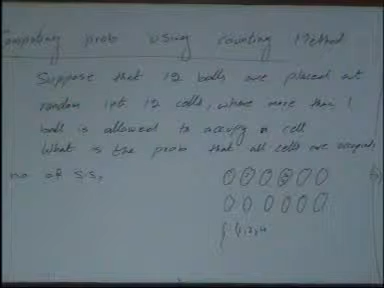 Computing prob using counting Method
Suppose that 12 balls are placed at
random into 12 cells, where more than 1
ball is allowed to occupy a cell
What is the prob that all cells are occupied
no of S.S,
{ (1,2,